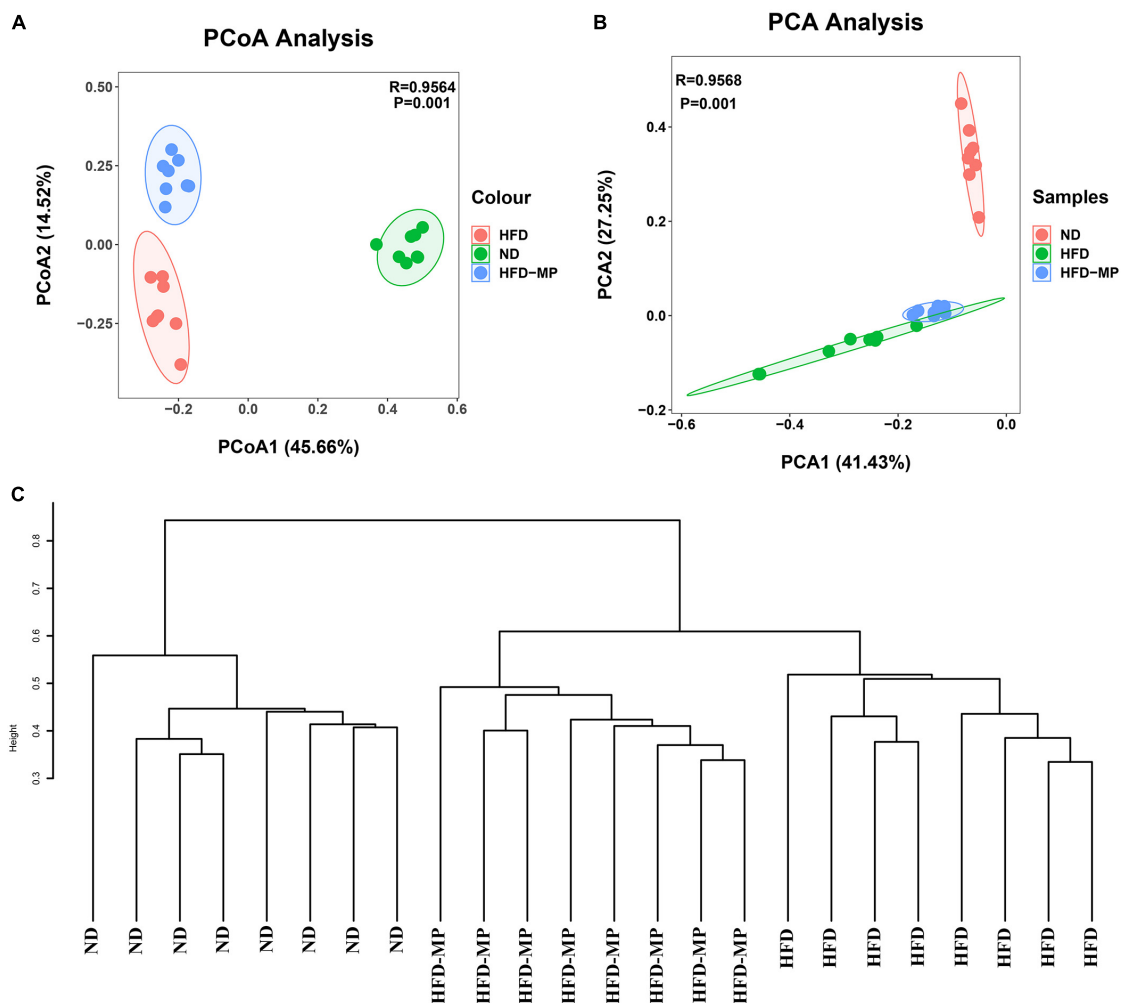 A
PCoA Analysis
R=0.9564
P=0.001
0.50
0.25
0.00
−0.25
PCoA2 (14.52%)
−0.2
0.0
0.2
0.4
0.6
PCoA1 (45.66%)
Colour
HFD
ND
HFD−MP
B
PCA Analysis
R=0.9568
P=0.001
0.4
0.2
0.0
−0.2
PCA2 (27.25%)
−0.6
−0.4
−0.2
0.0
PCA1 (41.43%)
Samples
ND
HFD
HFD−MP
C
0.8
0.7
0.6
0.5
0.4
0.3
Height
ND
ND
ND
ND
ND
ND
ND
ND
HFD-MP
HFD-MP
HFD-MP
HFD-MP
HFD-MP
HFD-MP
HFD-MP
HFD-MP
HFD
HFD
HFD
HFD
HFD
HFD
HFD
HFD